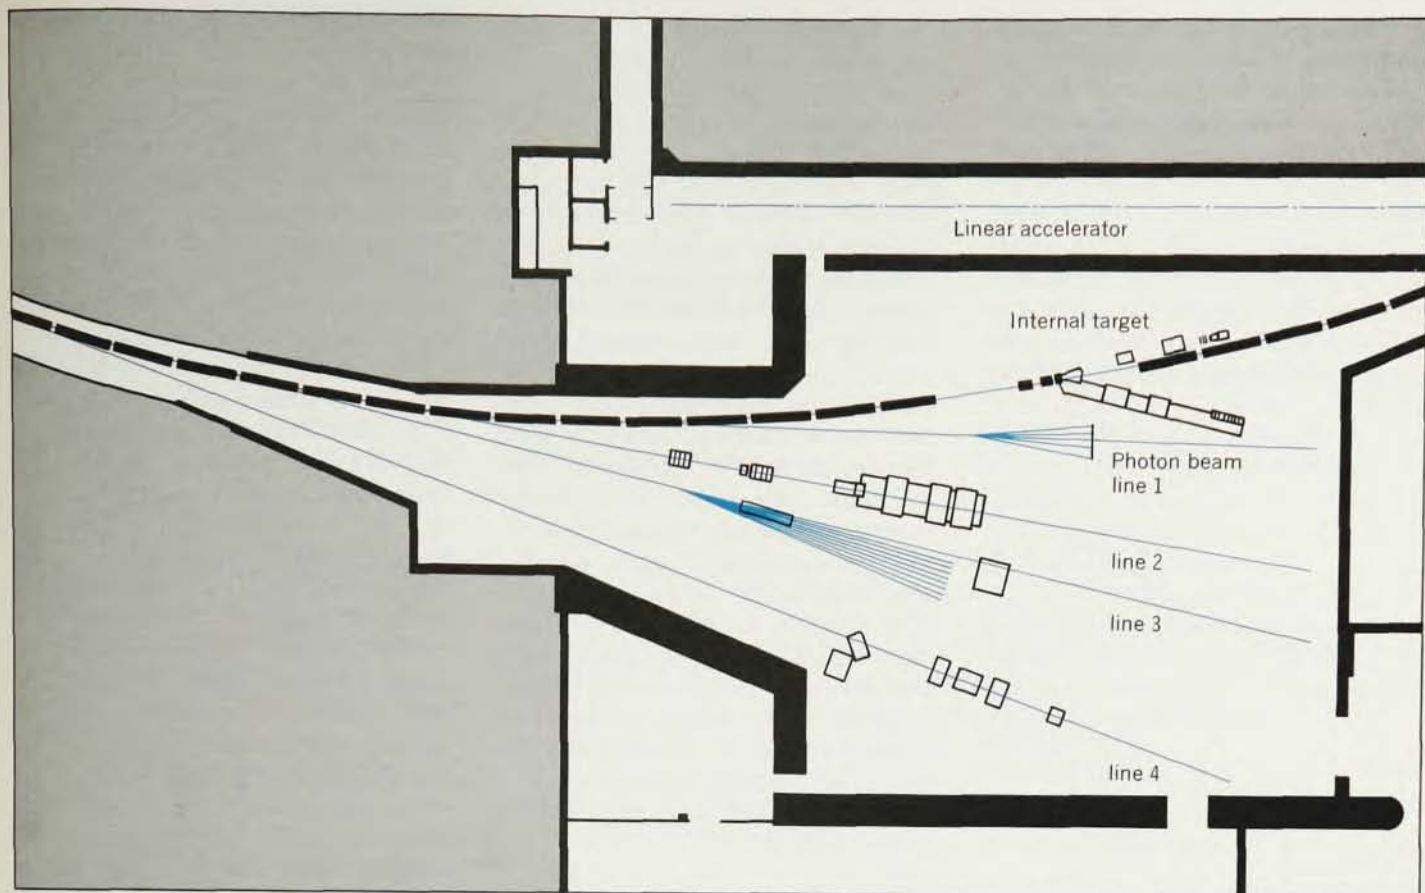 Linear accelerator
Internal target
Photon beam
line 1
line 2
line 3
line 4